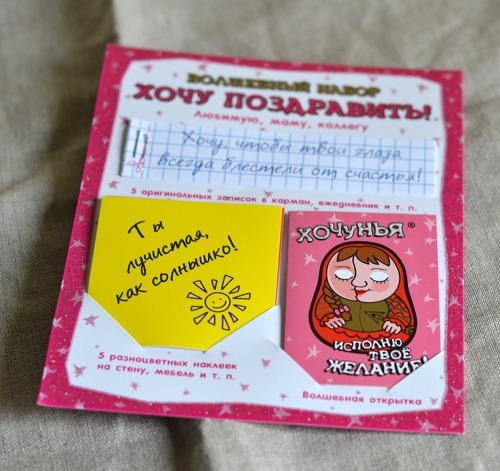 ВОЛШЕБНЫЙ НАБОР
ХОЧУ ПОЗДРАВИТЬ!
Любимую, маму, коллегу
Хочу, чтобы твои глаза
всегда блестели от счастья!
5 оригинальных записок в карман, ежедневник и т. п.
Ты
лучистая,
как солнышко!
5 разноцветных наклеек
на стену, мебель и т. п.
ХОЧУНЬЯ®
ИСПОЛНЮ
ТВОЁ
ЖЕЛАНИЕ!
Волшебная открытка